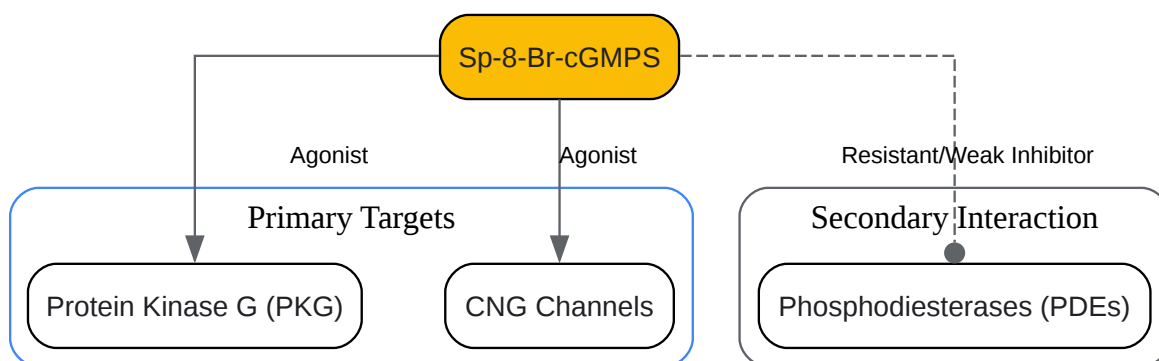 Sp-8-Br-cGMPS
Agonist
Agonist
Resistant/Weak Inhibitor
Primary Targets
Secondary Interaction
Protein Kinase G (PKG)
CNG Channels
Phosphodiesterases (PDEs)